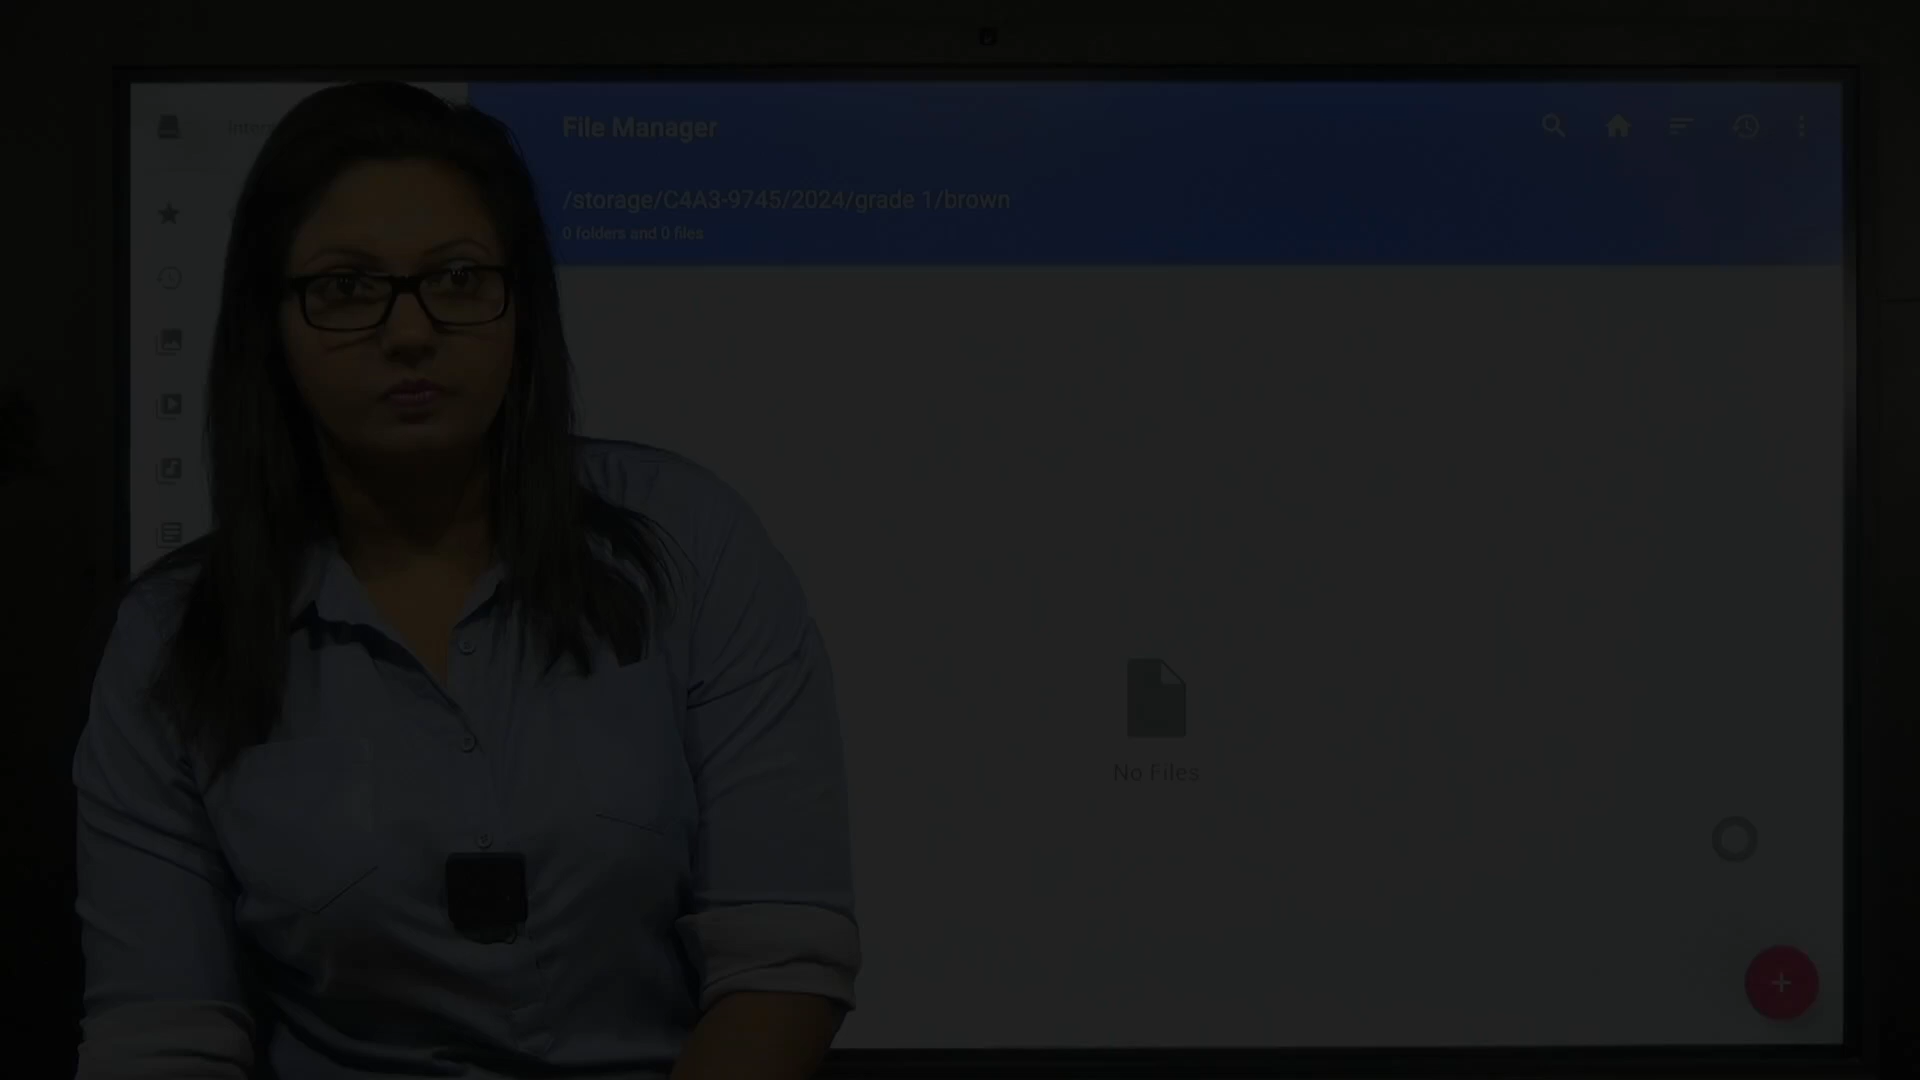 File Manager
/storage/C4A3-9745/2024/grade 1/brown
0 folders and 0 files
No Files